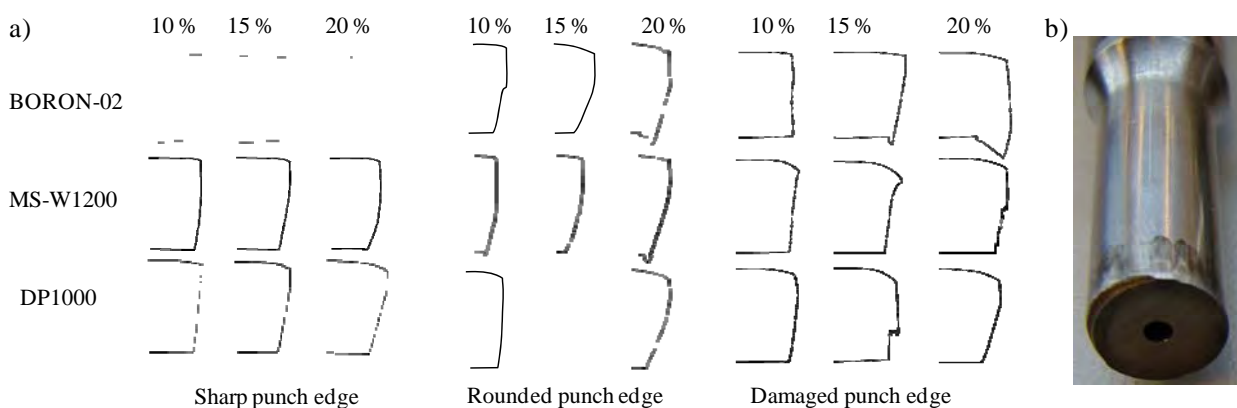 a)
10 % 15 % 20 % 10 % 15 % 20 % 10 % 15 % 20 %
b)
BORON-02
MS-W1200
DP1000
Sharp punch edge Rounded punch edge Damaged punch edge